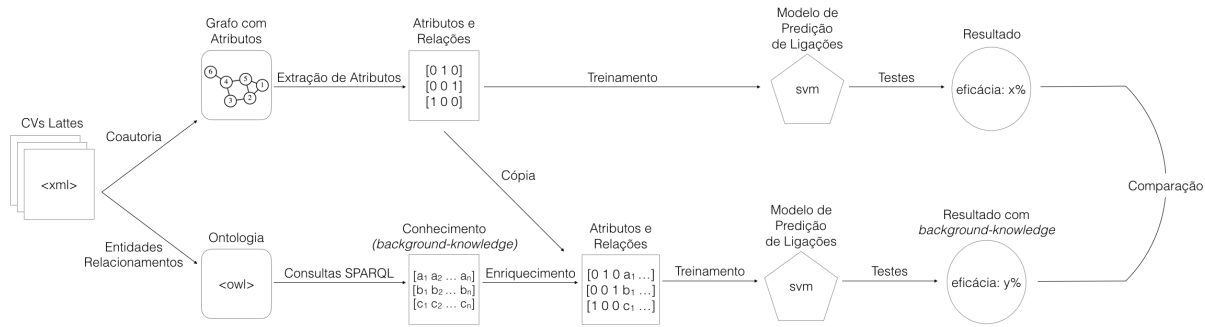 CVs Lattes
<xml>
Coautoria
Entidades
Relacionamentos
Grafo com
Atributos
6
4
5
1
3
2
Extração de Atributos
Atributos e
Relações
[0 1 0]
[0 0 1]
[1 0 0]
Treinamento
Modelo de
Predição
de Ligações
svm
Testes
Resultado
eficácia: x%
Cópia
Comparação
Ontologia
<owl>
Consultas SPARQL
Conhecimento
(background-knowledge)
[a₁ a₂ ... aₙ]
[b₁ b₂ ... bₙ]
[c₁ c₂ ... cₙ]
Enriquecimento
Atributos e
Relações
[0 1 0 a₁ ...]
[0 0 1 b₁ ...]
[1 0 0 c₁ ...]
Treinamento
Modelo de
Predição
de Ligações
svm
Testes
Resultado com
background-knowledge
eficácia: y%